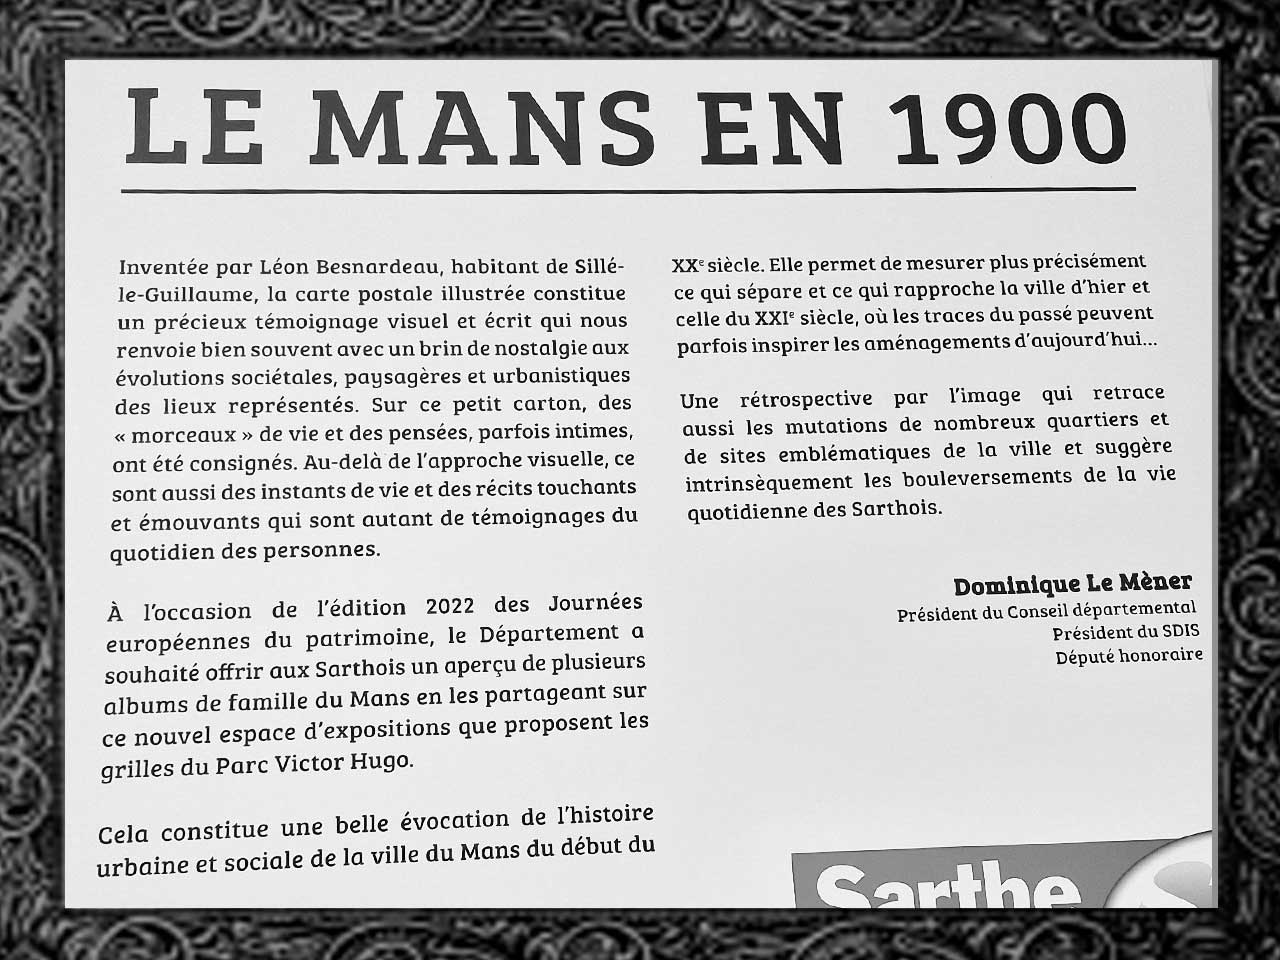 LE MANS EN 1900
Inventée par Léon Besnardeau, habitant de Sillé-
le-Guillaume, la carte postale illustrée constitue
un précieux témoignage visuel et écrit qui nous
renvoie bien souvent avec un brin de nostalgie aux
évolutions sociétales, paysagères et urbanistiques
des lieux représentés. Sur ce petit carton, des
« morceaux » de vie et des pensées, parfois intimes,
ont été consignés. Au-delà de l'approche visuelle, ce
sont aussi des instants de vie et des récits touchants
et émouvants qui sont autant de témoignages du
quotidien des personnes.
À l'occasion de l'édition 2022 des Journées
européennes du patrimoine, le Département a
souhaité offrir aux Sarthois un aperçu de plusieurs
albums de famille du Mans en les partageant sur
ce nouvel espace d'expositions que proposent les
grilles du Parc Victor Hugo.
Cela constitue une belle évocation de l'histoire
urbaine et sociale de la ville du Mans du début du
XXe siècle. Elle permet de mesurer plus précisément
ce qui sépare et ce qui rapproche la ville d'hier et
celle du XXIe siècle, où les traces du passé peuvent
parfois inspirer les aménagements d'aujourd'hui...
Une rétrospective par l'image qui retrace
aussi les mutations de nombreux quartiers et
de sites emblématiques de la ville et suggère
intrinsèquement les bouleversements de la vie
quotidienne des Sarthois.
Dominique Le Mèner
Président du Conseil départemental
Président du SDIS
Député honoraire
Sarthe